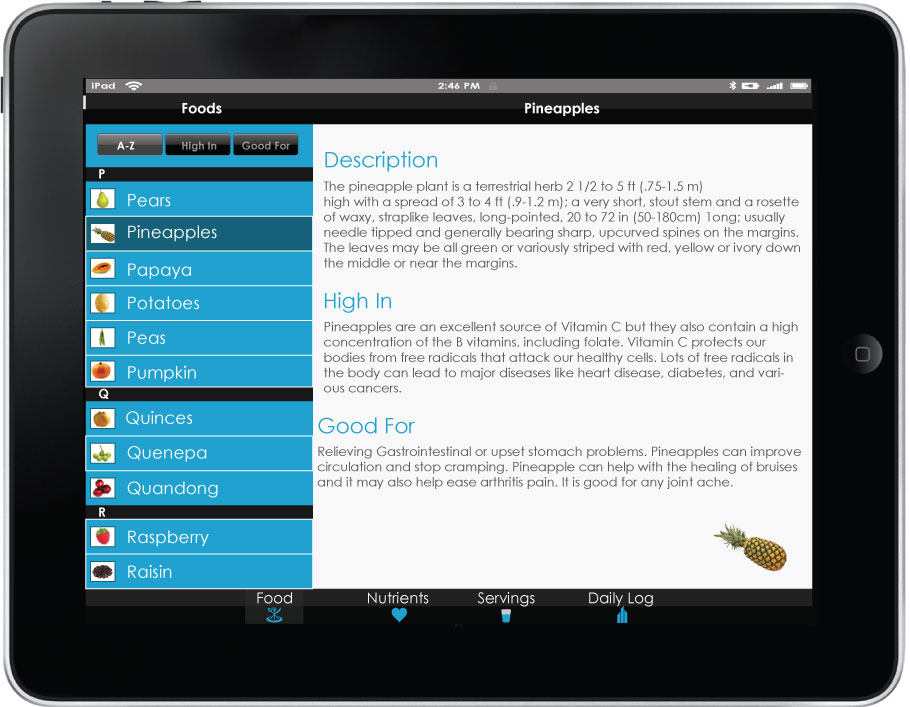 iPad 2:46 PM
Foods
Pineapples
A-Z High In Good For
P
Pears
Pineapples
Papaya
Potatoes
Peas
Pumpkin
Q
Quinces
Quenepa
Quandong
R
Raspberry
Raisin
Description
The pineapple plant is a terrestrial herb 2 1/2 to 5 ft (.75-1.5 m)
high with a spread of 3 to 4 ft (.9-1.2 m); a very short, stout stem and a rosette
of waxy, straplike leaves, long-pointed, 20 to 72 in (50-180cm) 1ong; usually
needle tipped and generally bearing sharp, upcurved spines on the margins.
The leaves may be all green or variously striped with red, yellow or ivory down
the middle or near the margins.
High In
Pineapples are an excellent source of Vitamin C but they also contain a high
concentration of the B vitamins, including folate. Vitamin C protects our
bodies from free radicals that attack our healthy cells. Lots of free radicals in
the body can lead to major diseases like heart disease, diabetes, and vari-
ous cancers.
Good For
Relieving Gastrointestinal or upset stomach problems. Pineapples can improve
circulation and stop cramping. Pineapple can help with the healing of bruises
and it may also help ease arthritis pain. It is good for any joint ache.
Food Nutrients Servings Daily Log